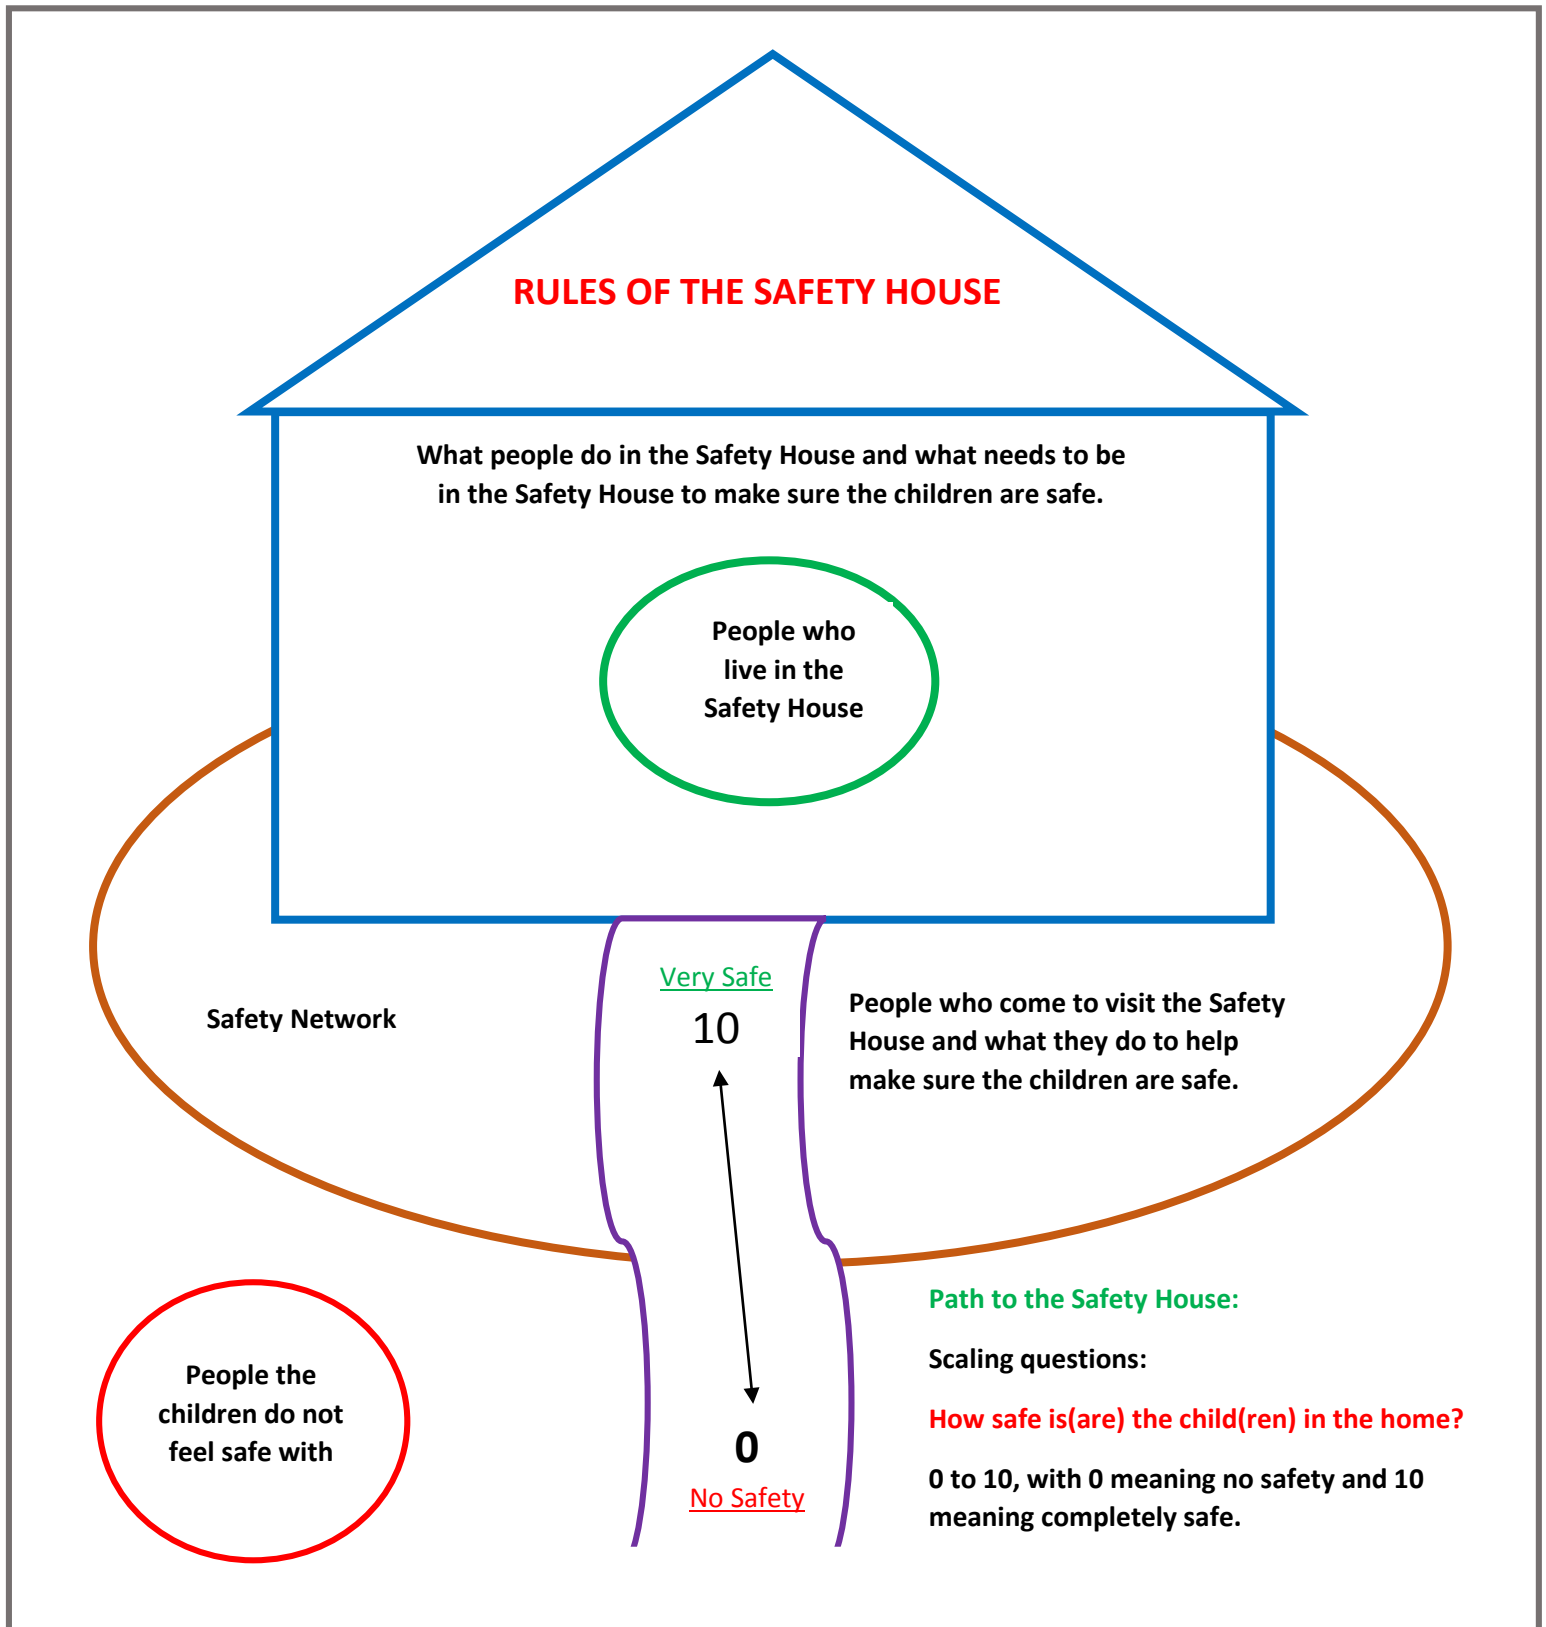 RULES OF THE SAFETY HOUSE
What people do in the Safety House and what needs to be
in the Safety House to make sure the children are safe.
People who
live in the
Safety House
Safety Network
Very Safe
10
People who come to visit the Safety
House and what they do to help
make sure the children are safe.
People the
children do not
feel safe with
0
No Safety
Path to the Safety House:
Scaling questions:
How safe is(are) the child(ren) in the home?
0 to 10, with 0 meaning no safety and 10
meaning completely safe.